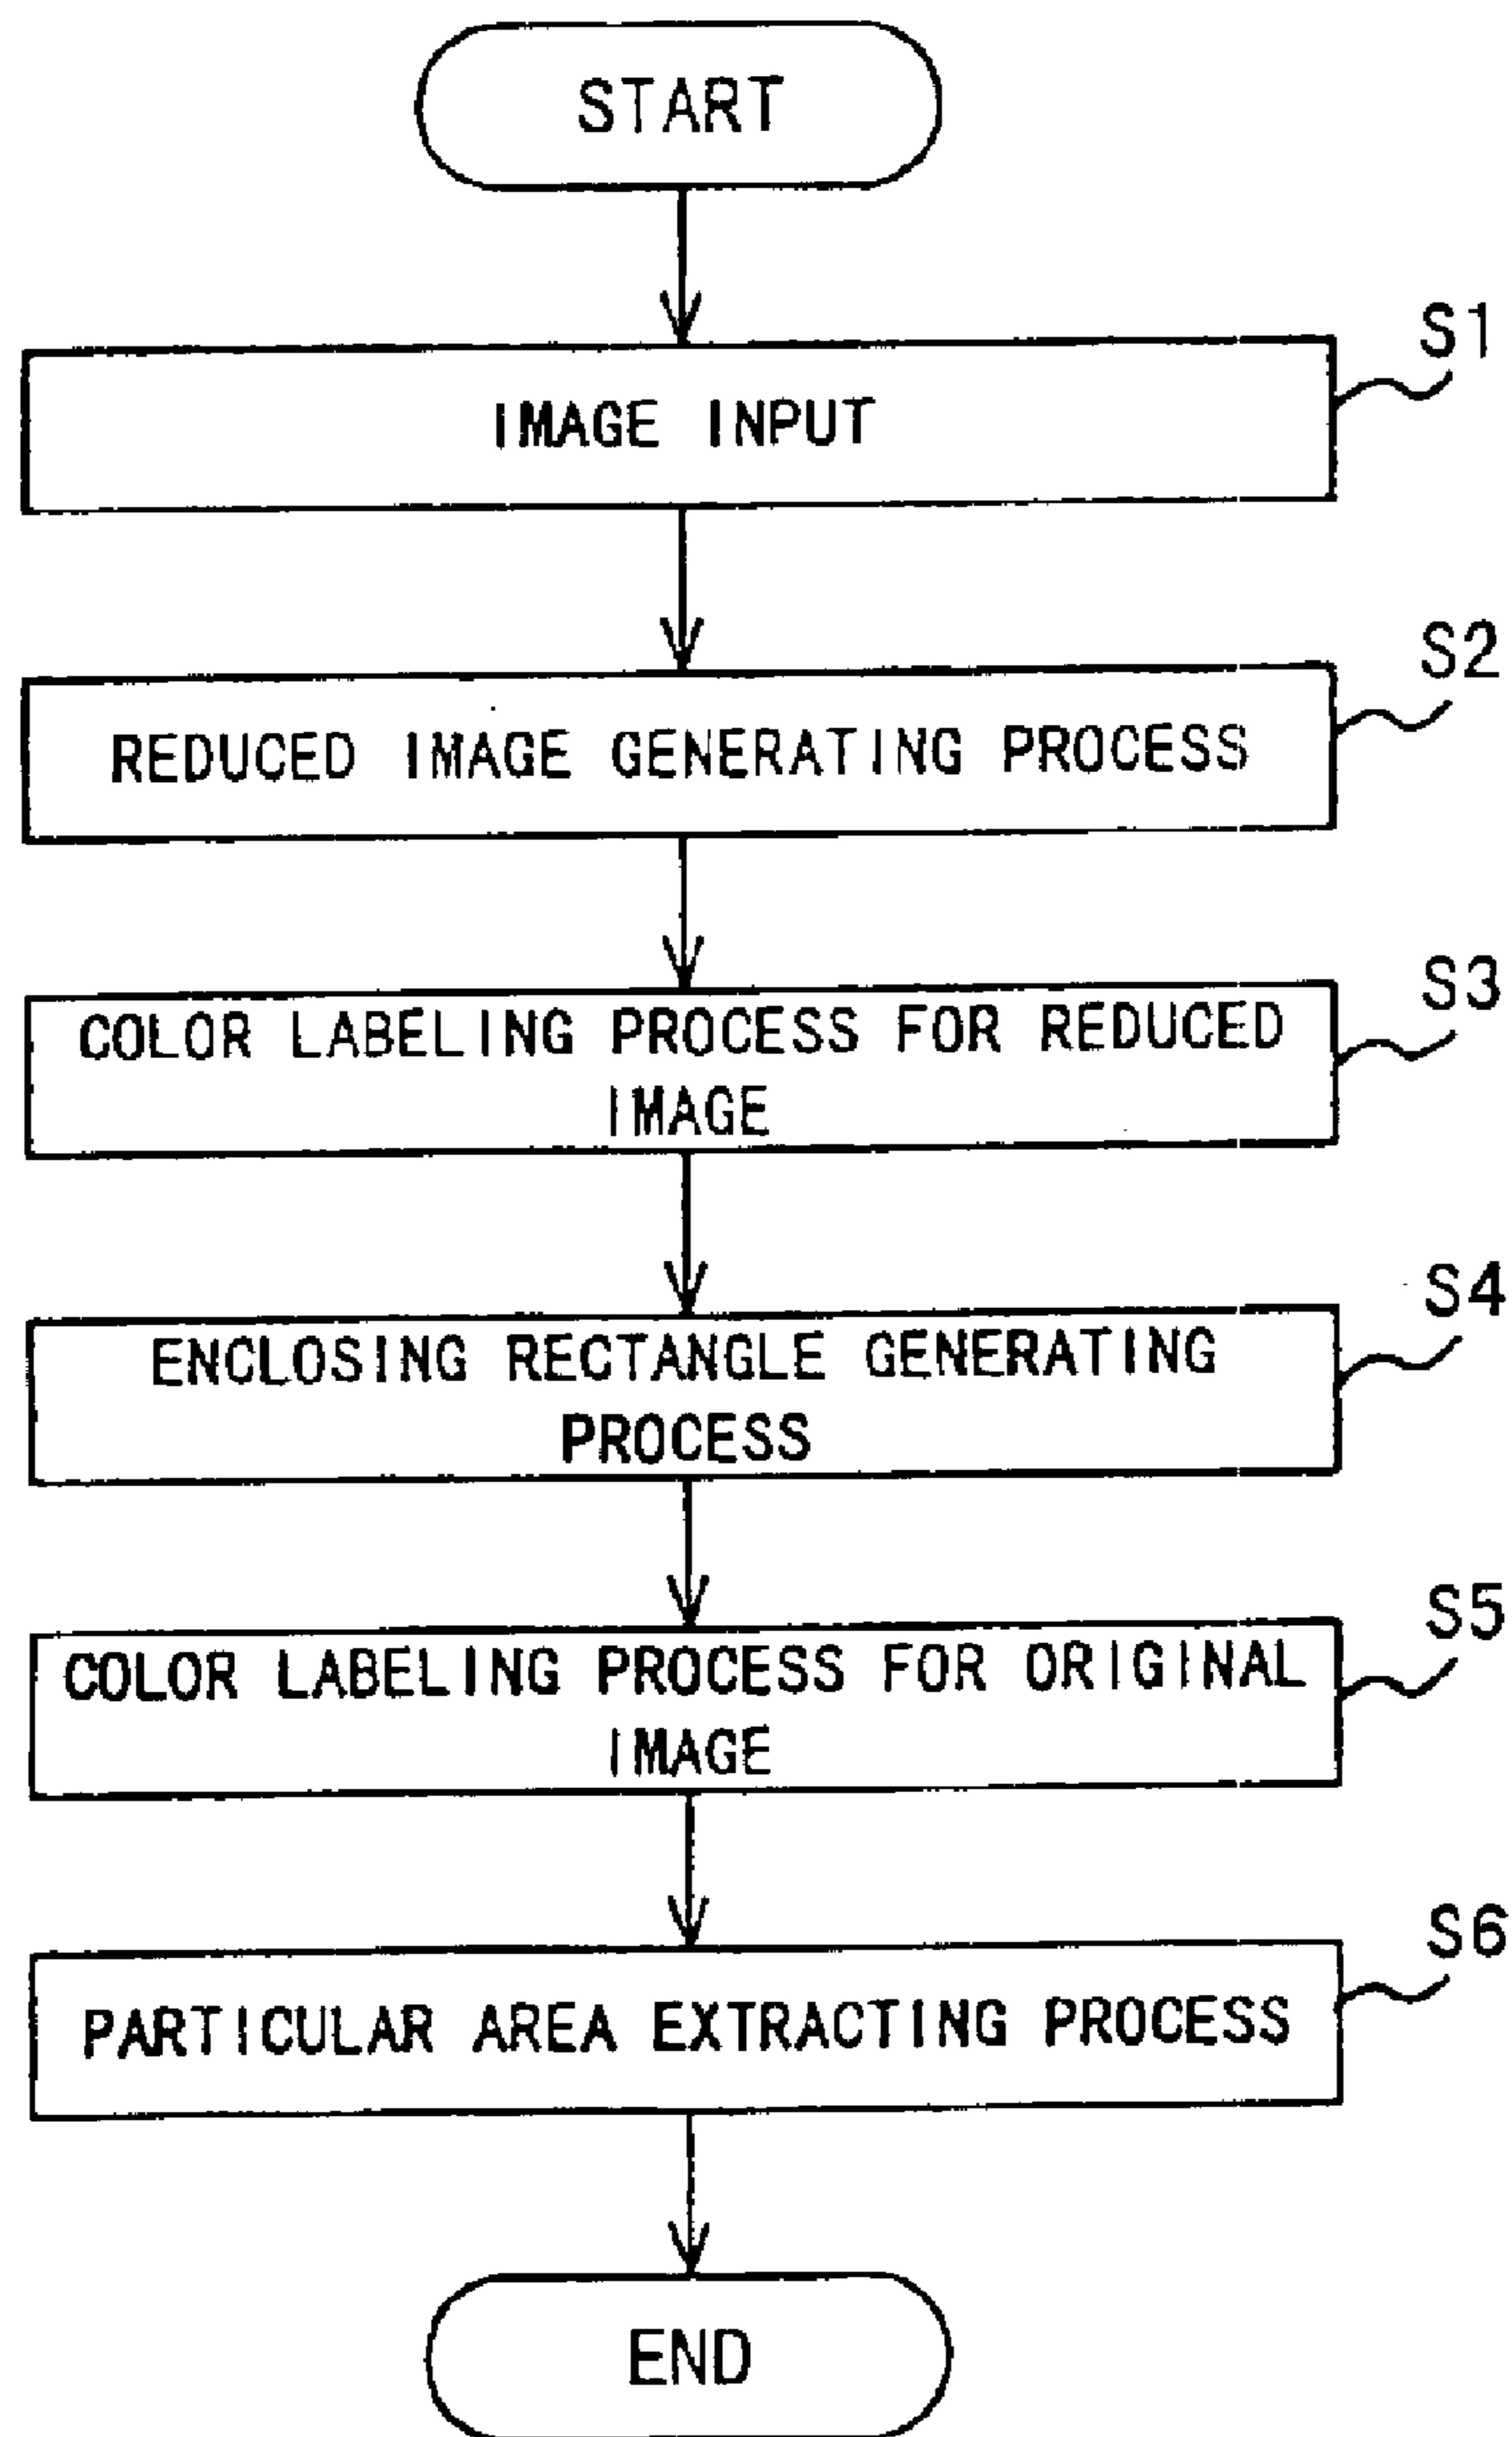 START
S1
IMAGE INPUT
S2
REDUCED IMAGE GENERATING PROCESS
S3
COLOR LABELING PROCESS FOR REDUCED
IMAGE
S4
ENCLOSING RECTANGLE GENERATING
PROCESS
S5
COLOR LABELING PROCESS FOR ORIGINAL
IMAGE
S6
PARTICULAR AREA EXTRACTING PROCESS
END